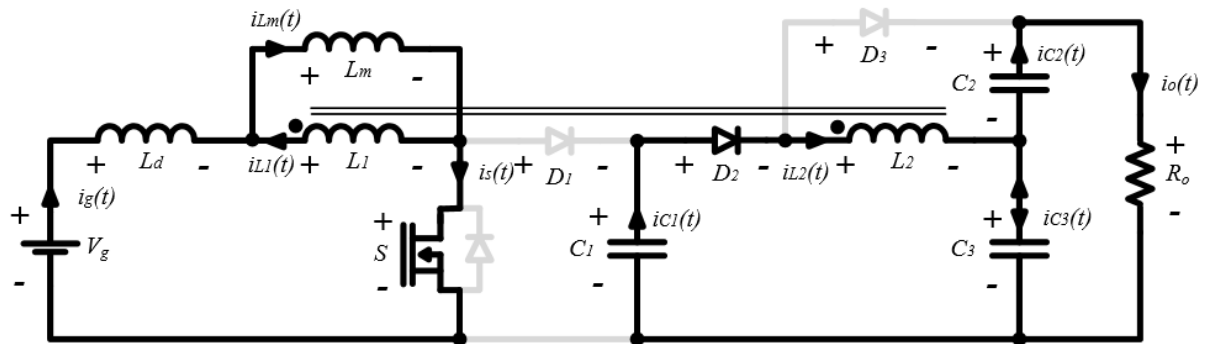 iLm(t)
+ Lm -
+ D3 -
+ iC2(t)
C2
-
io(t)
+ Ld -
iL1(t)
+ L1 -
is(t)
+ D1 -
+ D2 -
iL2(t)
+ L2 -
+
Ro
-
ig(t)
+
Vg
-
+
S
-
+ iC1(t)
C1
-
+ iC3(t)
C3
-